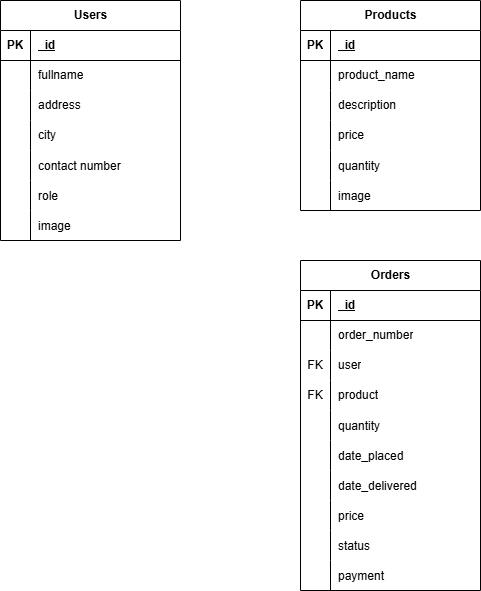 Users
PK _id
fullname
address
city
contact number
role
image
Products
PK _id
product_name
description
price
quantity
image
Orders
PK _id
order_number
FK user
FK product
quantity
date_placed
date_delivered
price
status
payment